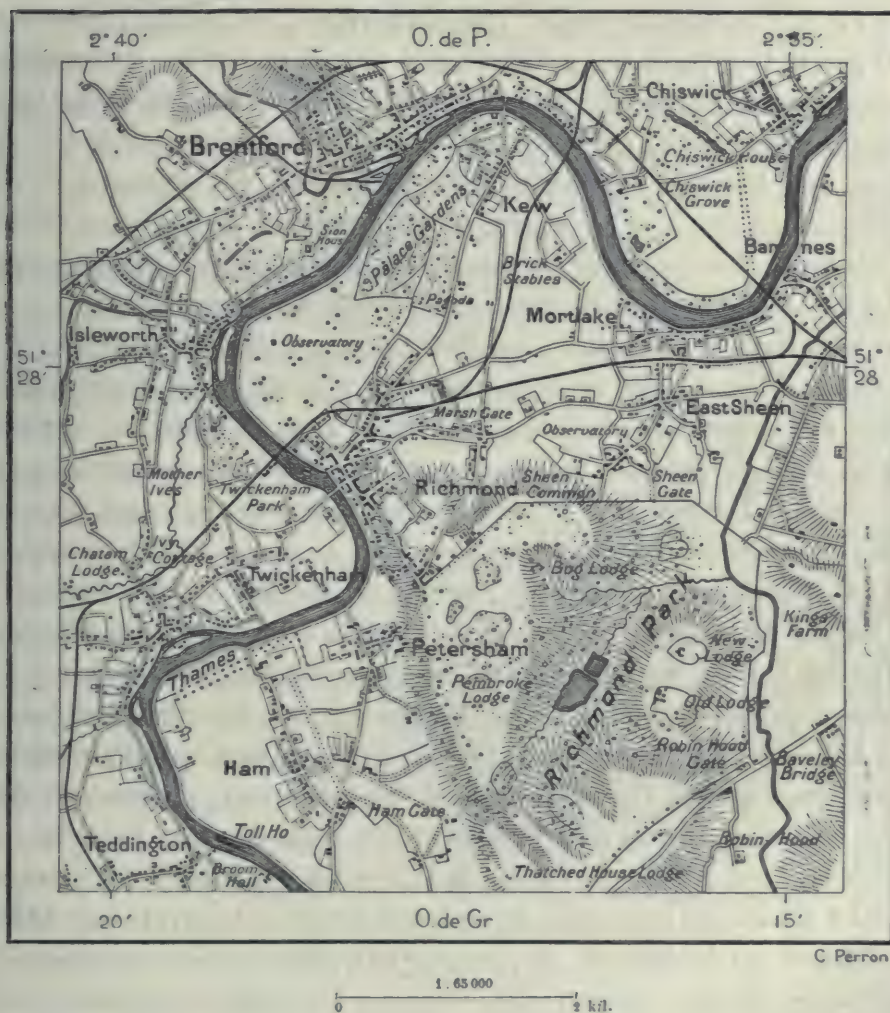 2° 40′ O. de P. 2° 35′
Chiswick
Brentford
Chiswick House
Chiswick
Grove
Kew
Palace Gardens
Sion
House
Barnes
Brick
Stables
Pagoda
Mortlake
Isleworth
Observatory
51°
28′
51°
28′
Marsh Gate
East Sheen
Observatory
Mother
Ives
Twickenham
Park
Richmond
Sheen
Common
Sheen
Gate
Ivy Cottage
Chatam
Lodge
Twickenham
Bog Lodge
Kings
Farm
Petersham
New
Lodge
Thames
Pembroke
Lodge
Richmond Park
Old Lodge
Robin Hood
Gate
Baveley
Bridge
Ham
Ham Gate
Toll Ho
Teddington
Robin-Hood
Broom
Hall
Thatched House Lodge
20′ O. de Gr 15′
C Perron
1 : 65 000
0 2 kil.